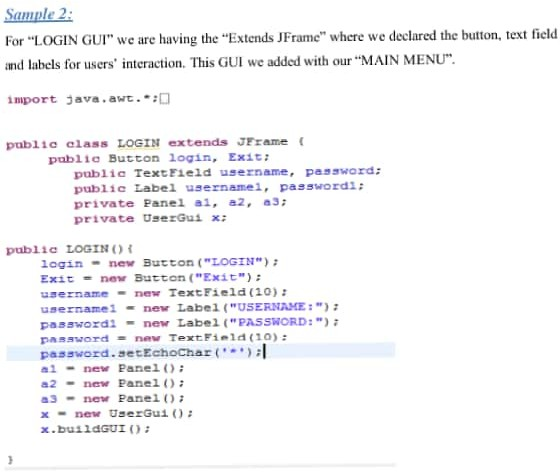 Sample 2:
For “LOGIN GUI” we are having the “Extends JFrame” where we declared the button, text field
and labels for users’ interaction. This GUI we added with our “MAIN MENU”.
import java.awt.*;
public class LOGIN extends JFrame {
public Button login, Exit;
public TextField username, password;
public Label username1, password1;
private Panel a1, a2, a3;
private UserGui x;
public LOGIN(){
login = new Button("LOGIN");
Exit = new Button("Exit");
username = new TextField(10);
username1 = new Label("USERNAME:");
password1 = new Label("PASSWORD:");
password = new TextField(10);
password.setEchoChar('*');
a1 = new Panel();
a2 = new Panel();
a3 = new Panel();
x = new UserGui();
x.buildGUI();
}